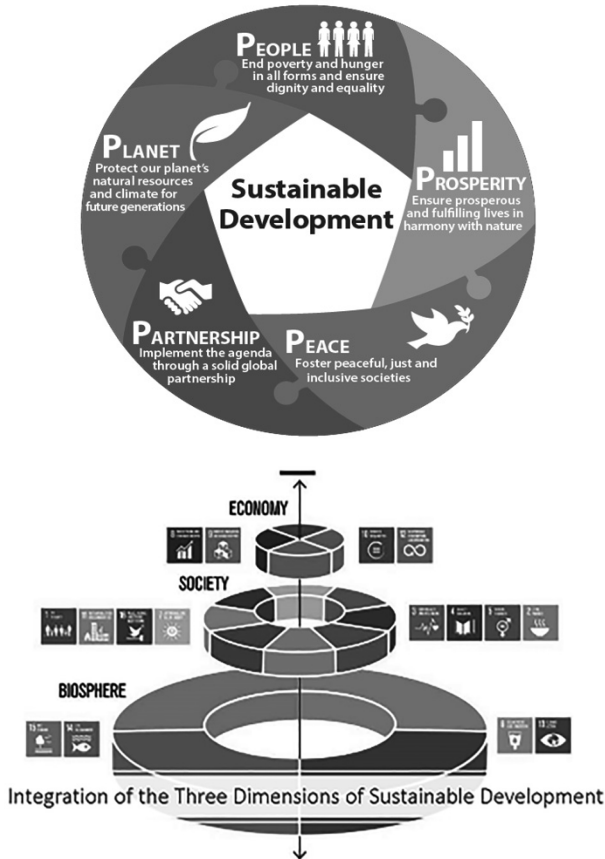 PEOPLE
End poverty and hunger
in all forms and ensure
dignity and equality
PLANET
Protect our planet's
natural resources
and climate for
future generations
PROSPERITY
Ensure prosperous
and fulfilling lives in
harmony with nature
Sustainable
Development
PARTNERSHIP
Implement the agenda
through a solid global
partnership
PEACE
Foster peaceful, just and
inclusive societies
ECONOMY
SOCIETY
BIOSPHERE
Integration of the Three Dimensions of Sustainable Development